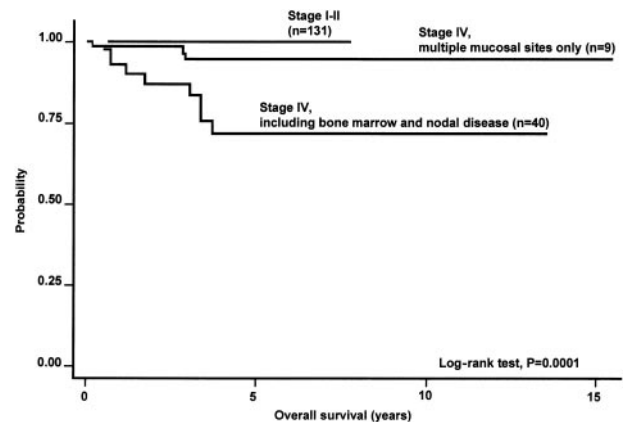 Stage I-II
(n=131)
Stage IV,
multiple mucosal sites only (n=9)
Stage IV,
including bone marrow and nodal disease (n=40)
1.00
0.75
0.50
0.25
0.00
Probability
Log-rank test, P=0.0001
0 5 10 15
Overall survival (years)